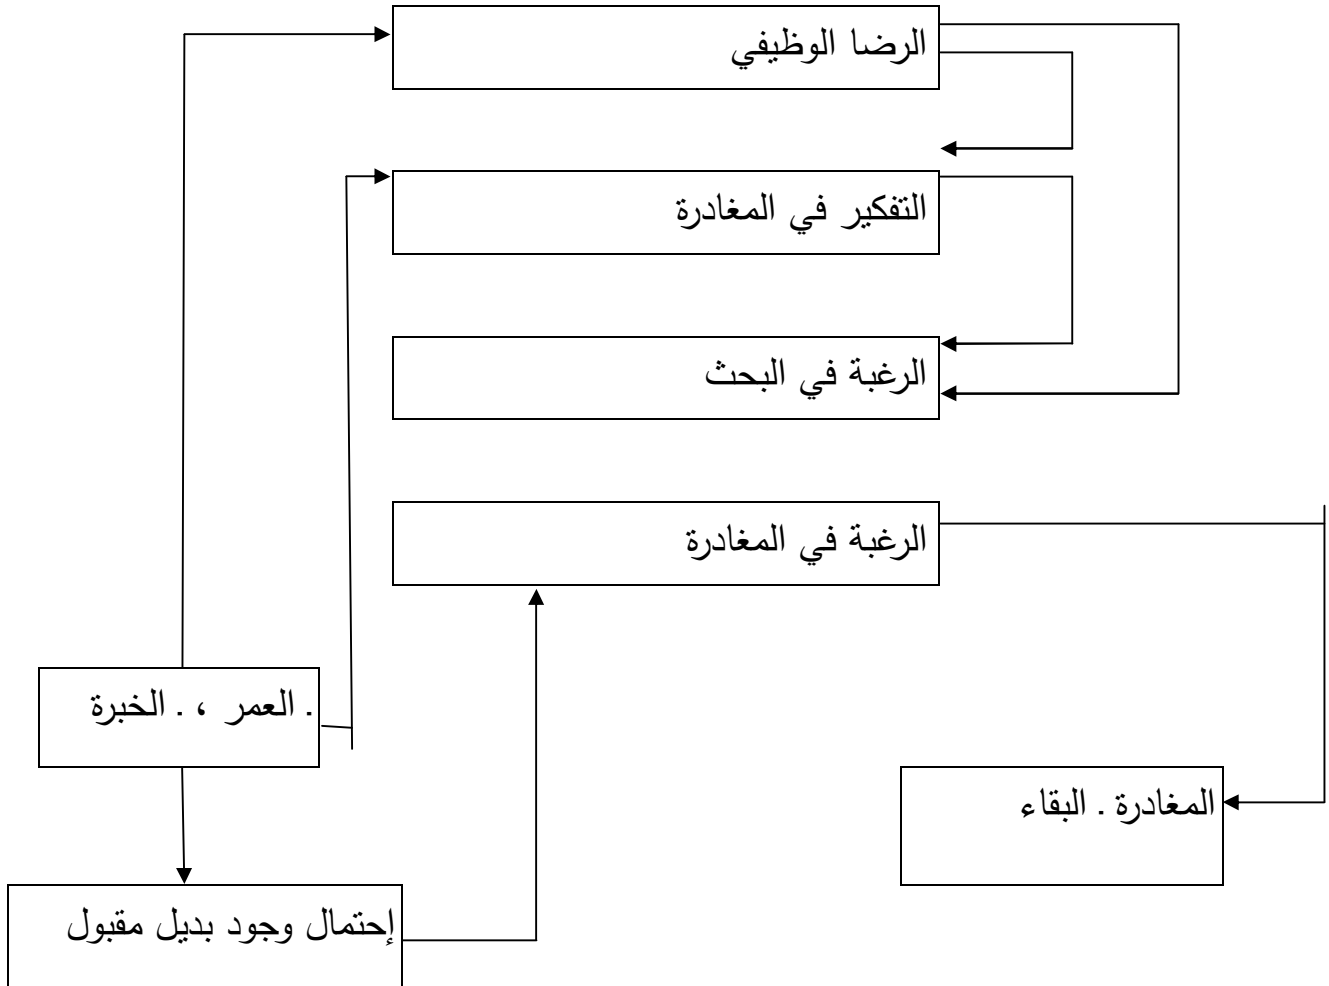 الرضا الوظيفي
التفكير في المغادرة
الرغبة في البحث
الرغبة في المغادرة
. العمر ، . الخبرة
المغادرة . البقاء
إحتمال وجود بديل مقبول